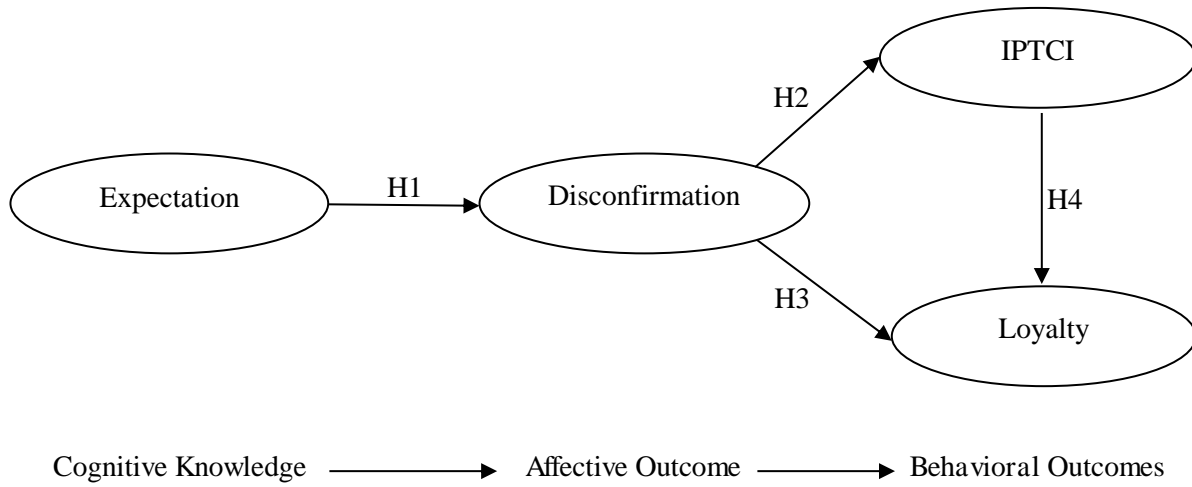 IPTCI
H2
Expectation
H1
Disconfirmation
H4
H3
Loyalty
Cognitive Knowledge
Affective Outcome
Behavioral Outcomes